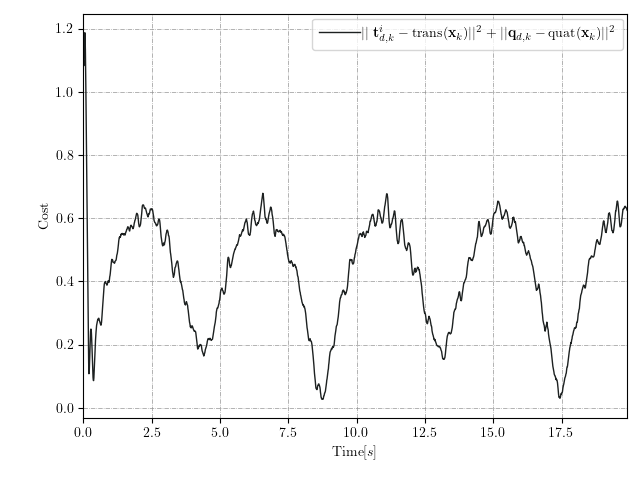 || t^i_{d,k} − trans(x_k)||^2 + ||q_{d,k} − quat(x_k)||^2
1.2
1.0
0.8
0.6
0.4
0.2
0.0
Cost
0.0 2.5 5.0 7.5 10.0 12.5 15.0 17.5
Time[s]